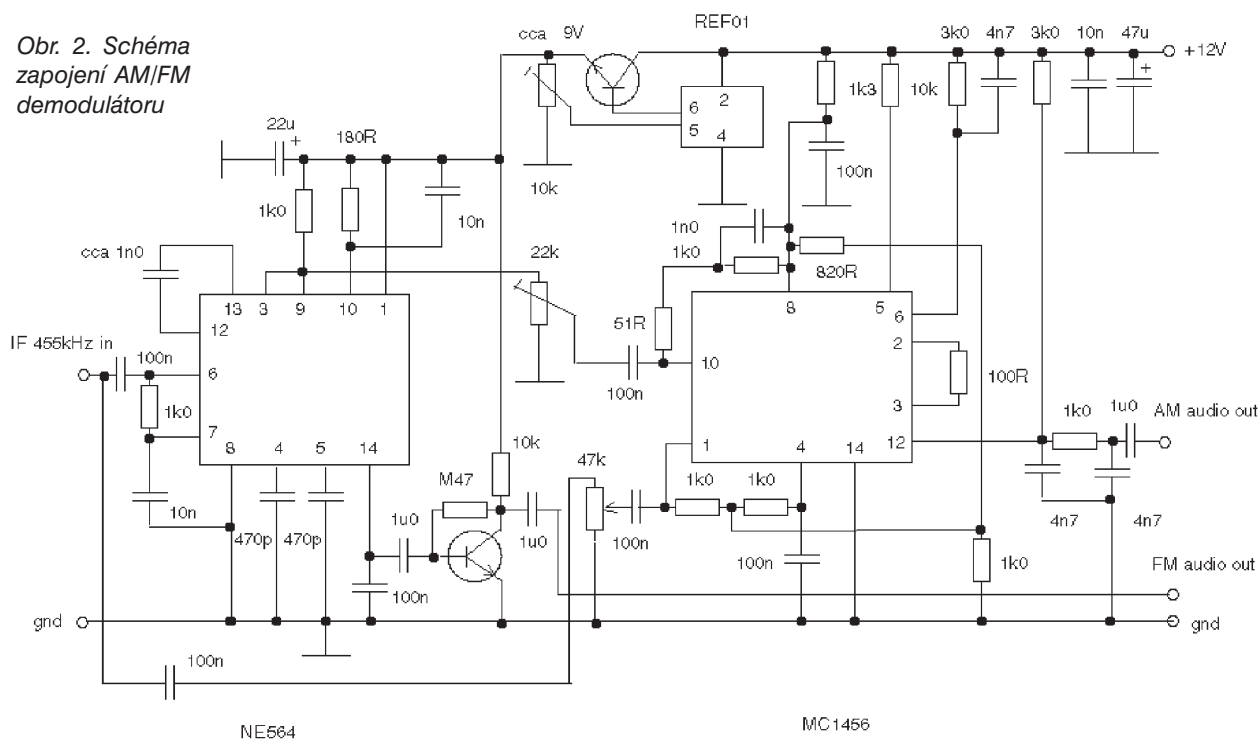 Obr. 2. Schéma
zapojení AM/FM
demodulátoru
cca 9V
REF01
3k0 4n7 3k0 10n 47u
+
+12V
1k3 10k
6 2
5 4
22u
+
180R
10k
100n
1k0
10n
cca 1n0
1n0
1k0
820R
22k
13 3 9 10 1
12
8 5
6
2
3
51R
100R
IF 455kHz in
100n
6
10
100n
1k0
7
1k0 1u0 AM audio out
12
8 4 5 14
1 4 14
10k
47k
1k0 1k0
M47
10n
470p 470p
1u0
1u0
100n
4n7 4n7
100n
100n
1k0
FM audio out
gnd
gnd
100n
NE564
MC1456